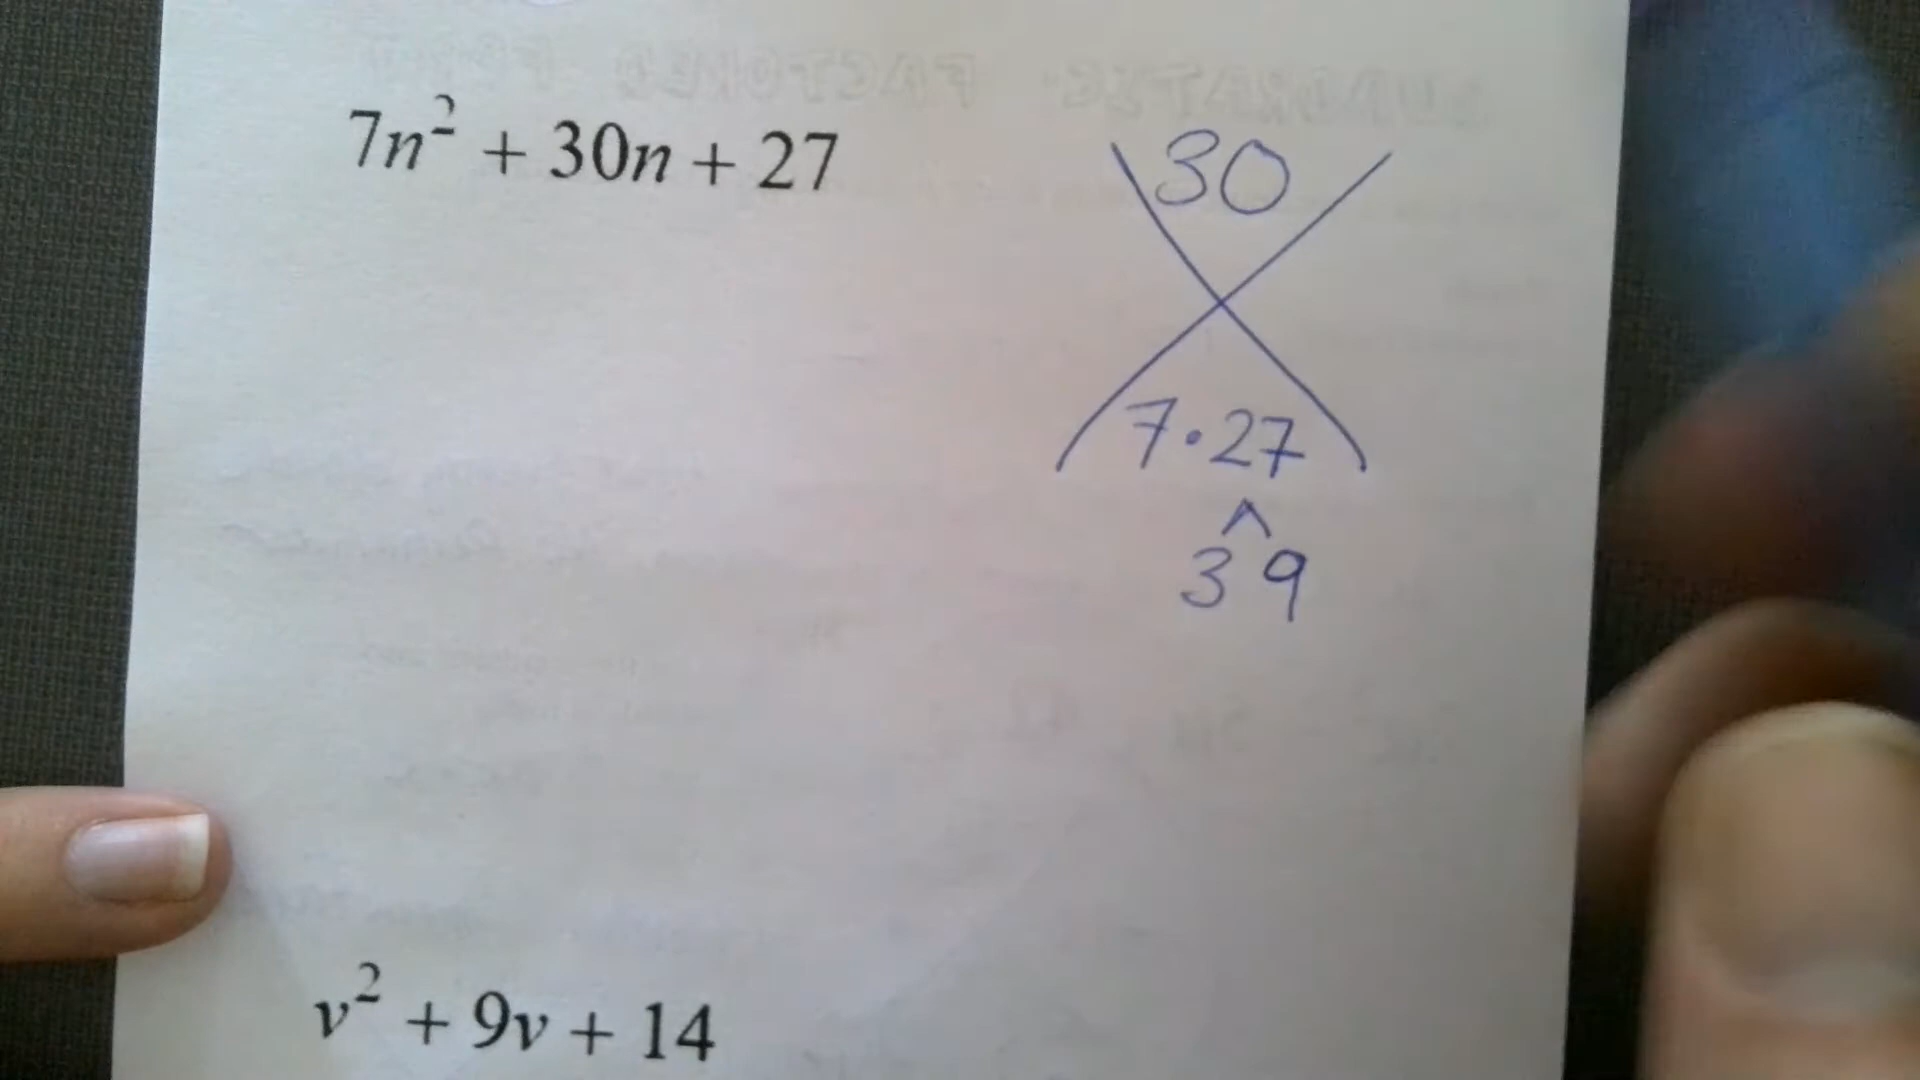 7n² + 30n + 27
30
7·27
3 9
v² + 9v + 14